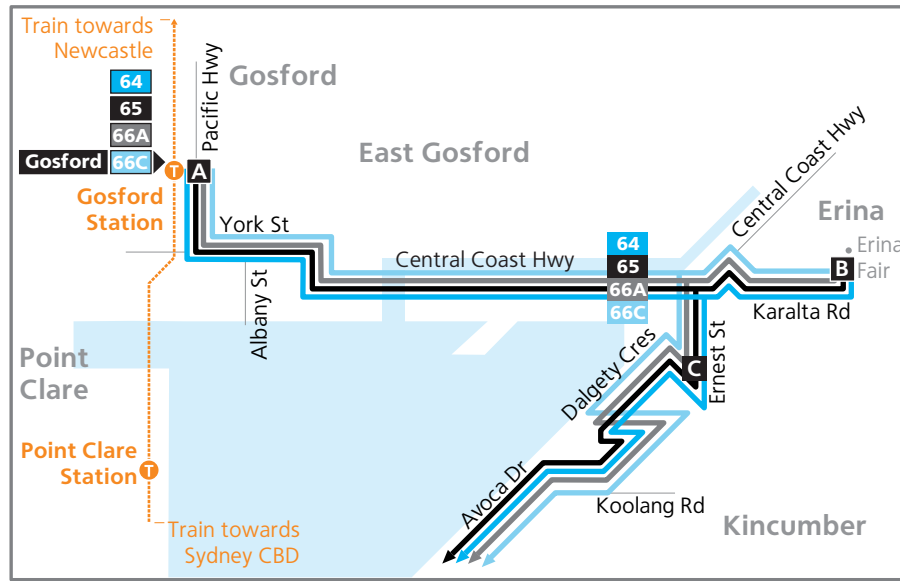 Train towards
Newcastle
64
65
66A
66C
Gosford
T
A
Gosford
Station
Pacific Hwy
Gosford
East Gosford
Central Coast Hwy
Erina
Erina
Fair
B
York St
Central Coast Hwy
64
65
66A
66C
Karalta Rd
Albany St
Dalgety Cres
C
Ernest St
Point
Clare
Point Clare
Station
T
Avoca Dr
Koolang Rd
Kincumber
Train towards
Sydney CBD